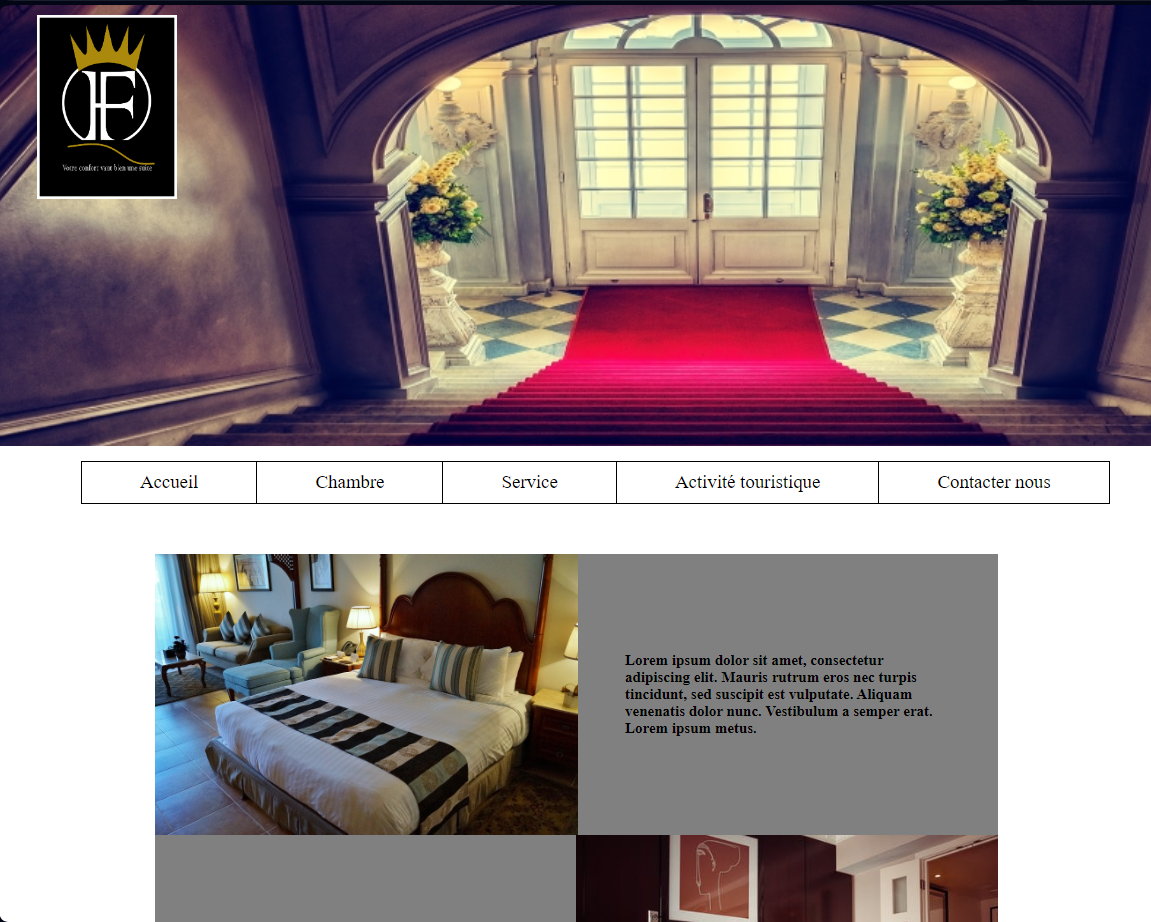 F
Votre confort vaut bien une suite
Accueil Chambre Service Activité touristique Contacter nous
Lorem ipsum dolor sit amet, consectetur
adipiscing elit. Mauris rutrum eros nec turpis
tincidunt, sed suscipit est vulputate. Aliquam
venenatis dolor nunc. Vestibulum a semper erat.
Lorem ipsum metus.